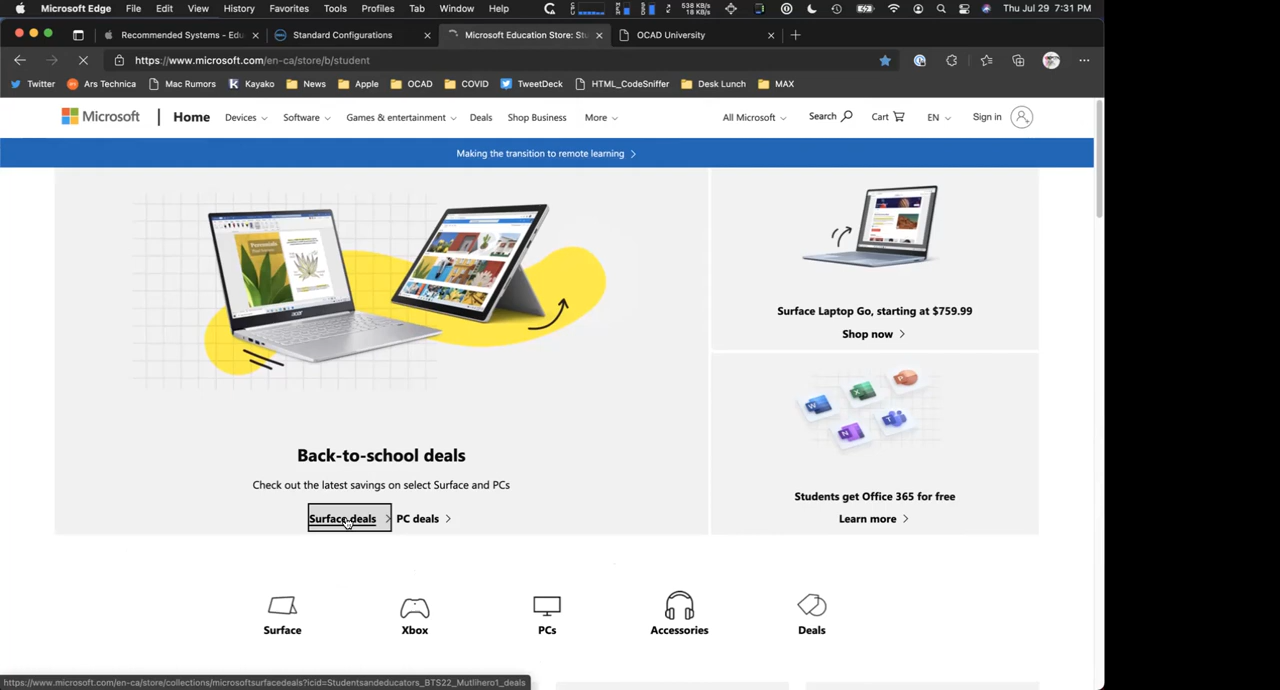 Microsoft Edge File Edit View History Favorites Tools Profiles Tab Window Help 538 KB/s 18 KB/s Thu Jul 29 7:31 PM
Recommended Systems - Edu Standard Configurations Microsoft Education Store: Stu OCAD University
https://www.microsoft.com/en-ca/store/b/student
Twitter Ars Technica Mac Rumors Kayako News Apple OCAD COVID TweetDeck HTML_CodeSniffer Desk Lunch MAX
Microsoft Home Devices Software Games & entertainment Deals Shop Business More All Microsoft Search Cart EN Sign in
Making the transition to remote learning
Surface Laptop Go, starting at $759.99
Shop now
Back-to-school deals
Check out the latest savings on select Surface and PCs
Surface deals PC deals
Students get Office 365 for free
Learn more
Surface Xbox PCs Accessories Deals
https://www.microsoft.com/en-ca/store/collections/microsoftsurfacedeals?icid=Studentsandeducators_BTS22_Mutlihero1_deals